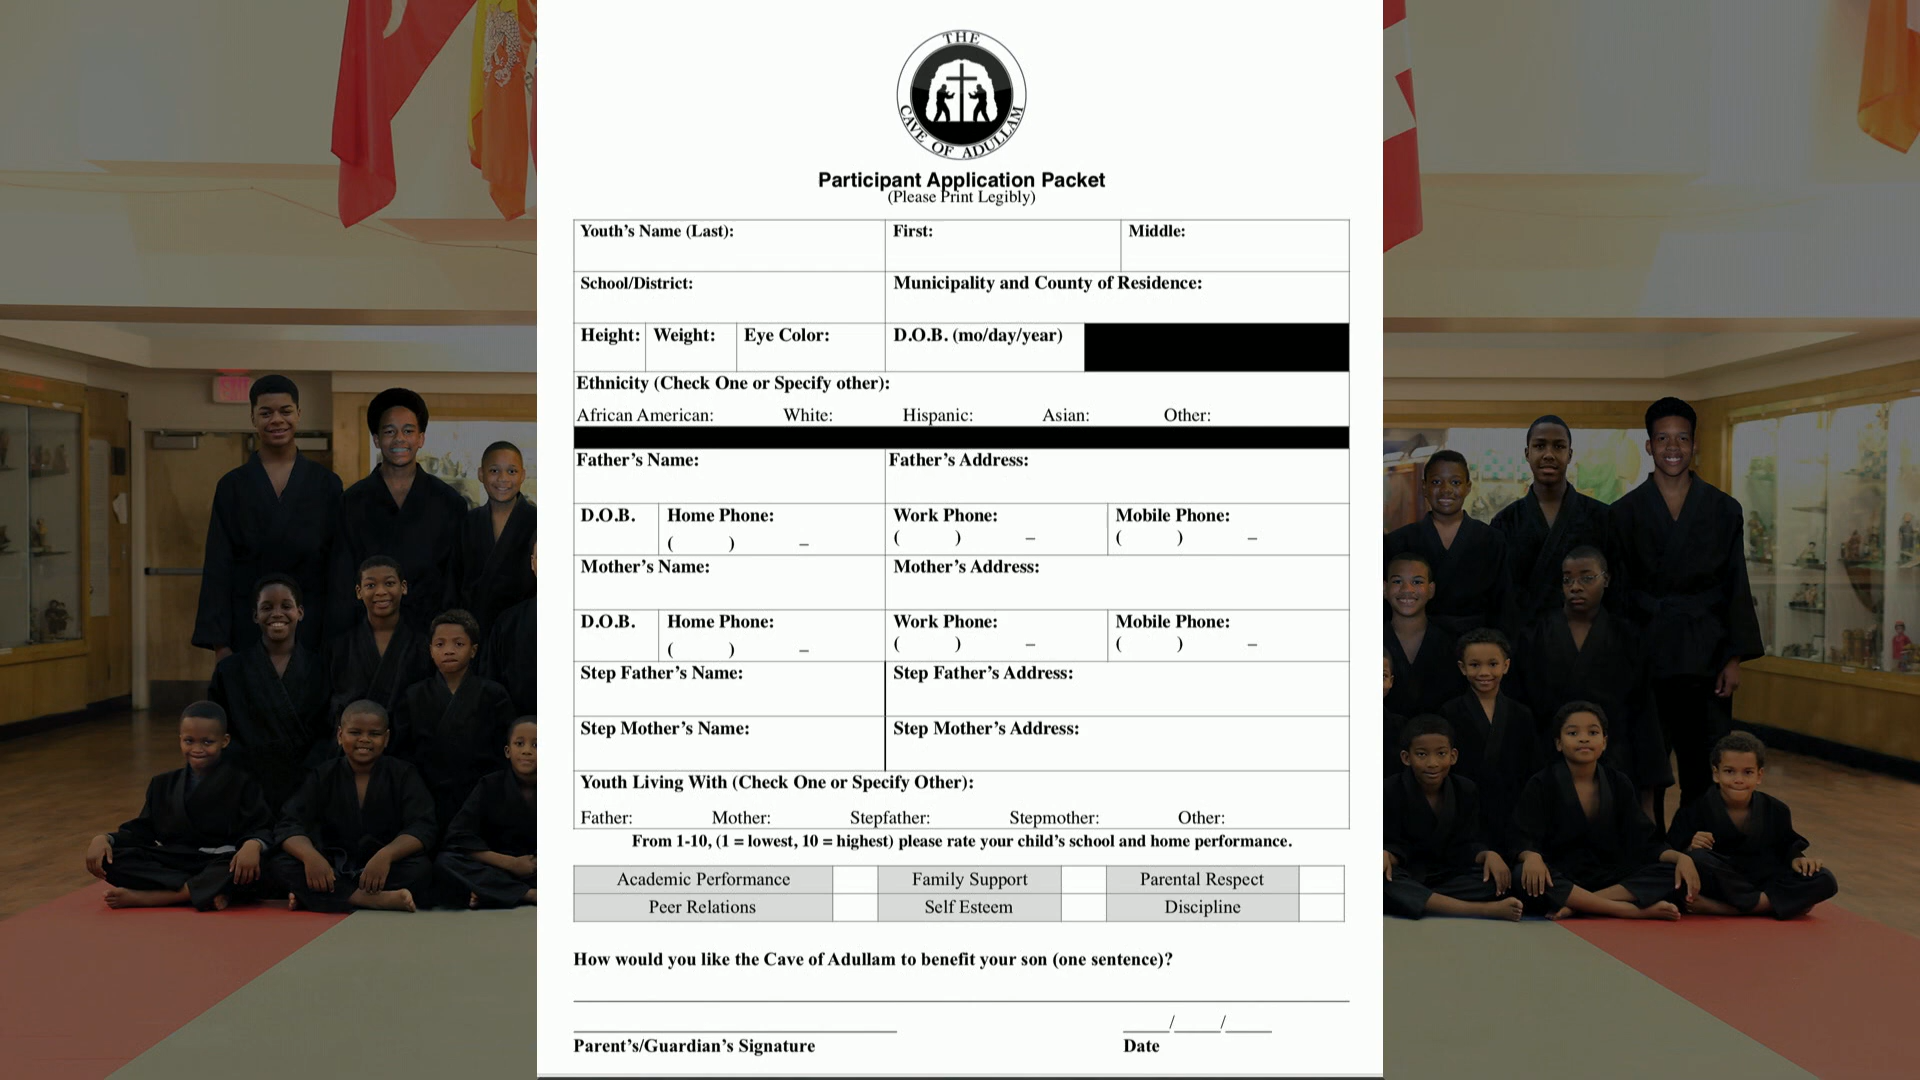 THE
CAVE OF ADULLAM
Participant Application Packet
(Please Print Legibly)
Youth's Name (Last): First: Middle:
School/District: Municipality and County of Residence:
Height: Weight: Eye Color: D.O.B. (mo/day/year)
Ethnicity (Check One or Specify other):
African American: White: Hispanic: Asian: Other:
Father's Name: Father's Address:
D.O.B. Home Phone: Work Phone: Mobile Phone:
( ) – ( ) – ( ) –
Mother's Name: Mother's Address:
D.O.B. Home Phone: Work Phone: Mobile Phone:
( ) – ( ) – ( ) –
Step Father's Name: Step Father's Address:
Step Mother's Name: Step Mother's Address:
Youth Living With (Check One or Specify Other):
Father: Mother: Stepfather: Stepmother: Other:
From 1-10, (1 = lowest, 10 = highest) please rate your child's school and home performance.
Academic Performance Family Support Parental Respect
Peer Relations Self Esteem Discipline
How would you like the Cave of Adullam to benefit your son (one sentence)?
____/____/____
Parent's/Guardian's Signature Date